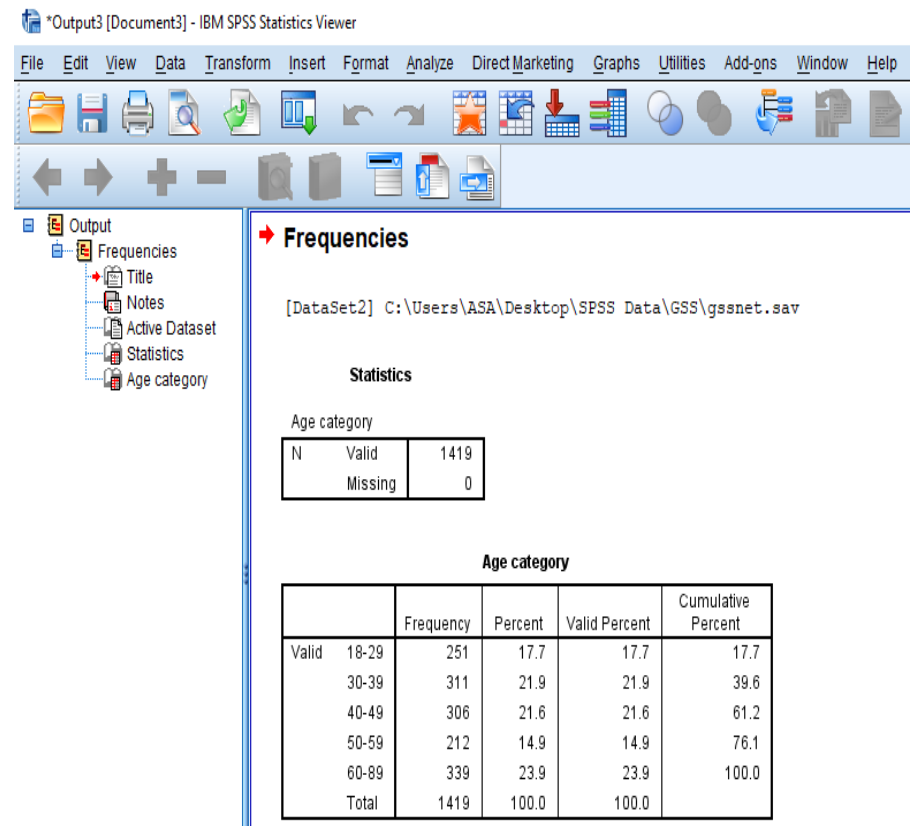 *Output3 [Document3] - IBM SPSS Statistics Viewer
File Edit View Data Transform Insert Format Analyze Direct Marketing Graphs Utilities Add-ons Window Help
Output
Frequencies
Title
Notes
Active Dataset
Statistics
Age category
Frequencies
[DataSet2] C:\Users\ASA\Desktop\SPSS Data\GSS\gssnet.sav
Statistics
Age category
N Valid 1419
Missing 0
Age category
Frequency Percent Valid Percent Cumulative Percent
Valid 18-29 251 17.7 17.7 17.7
30-39 311 21.9 21.9 39.6
40-49 306 21.6 21.6 61.2
50-59 212 14.9 14.9 76.1
60-89 339 23.9 23.9 100.0
Total 1419 100.0 100.0